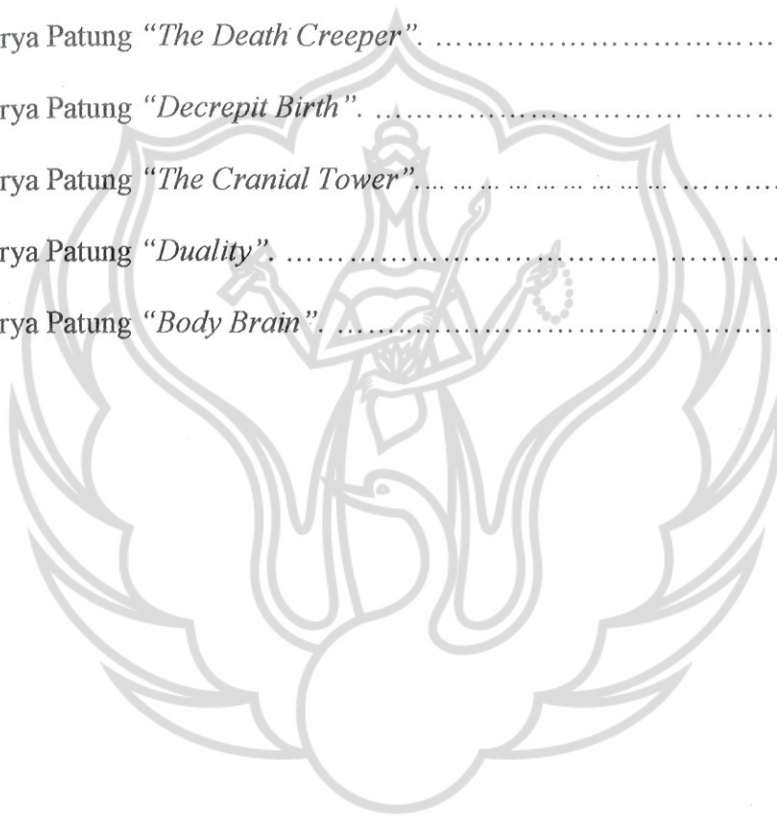 rya Patung “The Death Creeper”. ………………………………
rya Patung “Decrepit Birth”. ………………………… ………
rya Patung “The Cranial Tower”.... ... ... ... ... ... ... ... ……….
rya Patung “Duality”. ……………………………………………
rya Patung “Body Brain”. ………………………………………